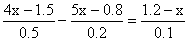 (4x-1.5)/0.5 - (5x-0.8)/0.2 = (1.2-x)/0.1